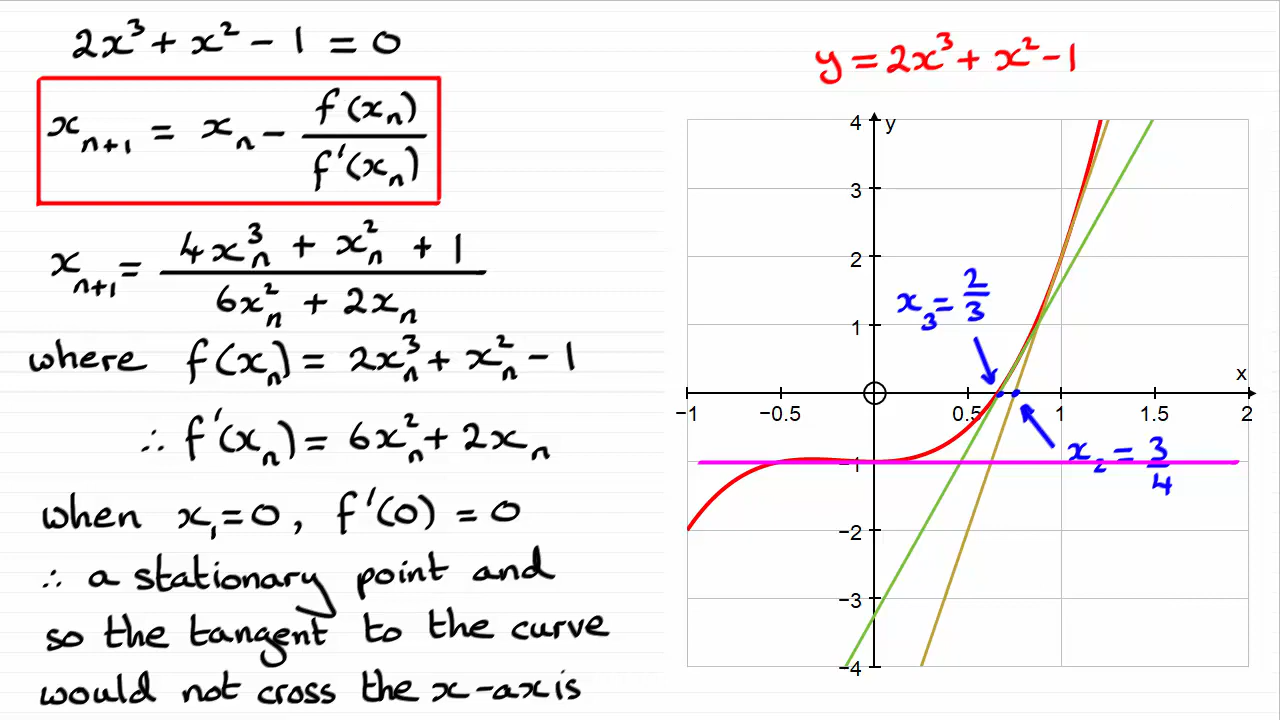 2x³ + x² - 1 = 0
xₙ₊₁ = xₙ - f(xₙ)/f'(xₙ)
xₙ₊₁ = (4xₙ³ + xₙ² + 1)/(6xₙ² + 2xₙ)
where f(xₙ) = 2xₙ³ + xₙ² - 1
∴ f'(xₙ) = 6xₙ² + 2xₙ
when x₁ = 0, f'(0) = 0
∴ a stationary point and
so the tangent to the curve
would not cross the x-axis
y = 2x³ + x² - 1
4 y
3
2
x₃ = 2/3
1
x
-1 -0.5 0.5 1 1.5 2
x₂ = 3/4
-1
-2
-3
-4